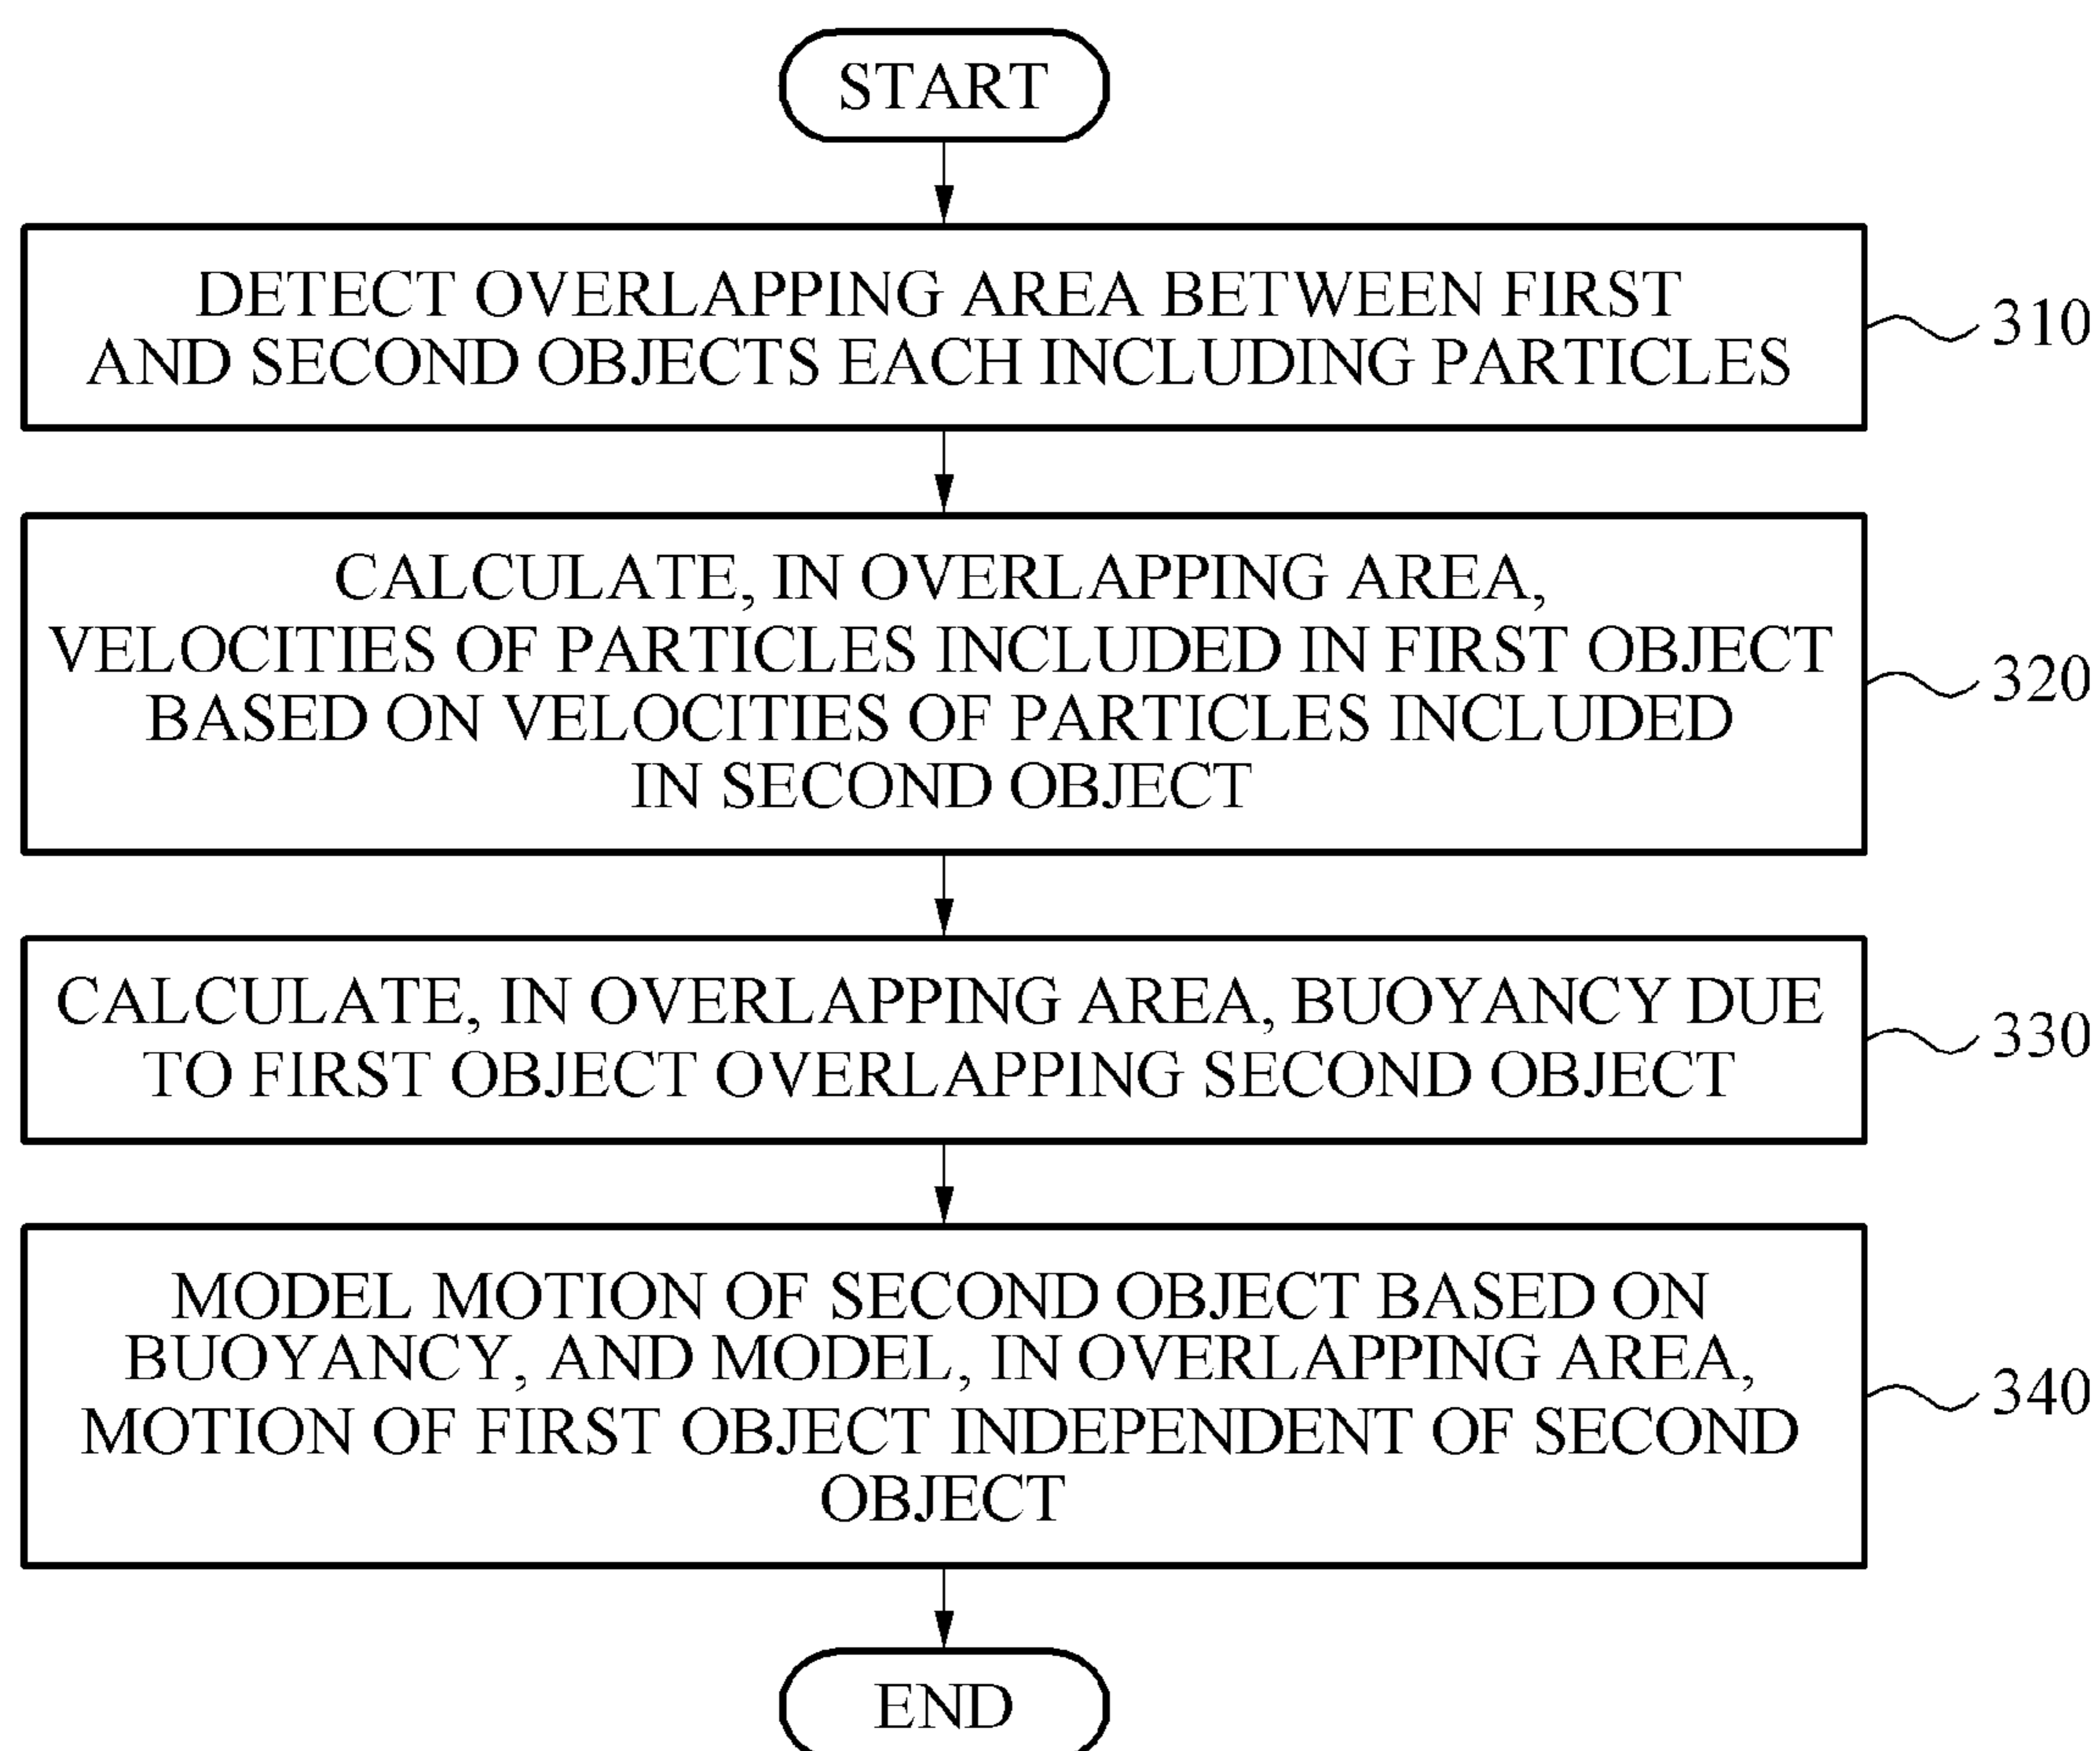 START
DETECT OVERLAPPING AREA BETWEEN FIRST
AND SECOND OBJECTS EACH INCLUDING PARTICLES
310
CALCULATE, IN OVERLAPPING AREA,
VELOCITIES OF PARTICLES INCLUDED IN FIRST OBJECT
BASED ON VELOCITIES OF PARTICLES INCLUDED
IN SECOND OBJECT
320
CALCULATE, IN OVERLAPPING AREA, BUOYANCY DUE
TO FIRST OBJECT OVERLAPPING SECOND OBJECT
330
MODEL MOTION OF SECOND OBJECT BASED ON
BUOYANCY, AND MODEL, IN OVERLAPPING AREA,
MOTION OF FIRST OBJECT INDEPENDENT OF SECOND
OBJECT
340
END